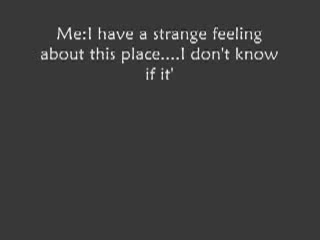 Me:I have a strange feeling
about this place....I don't know
if it'